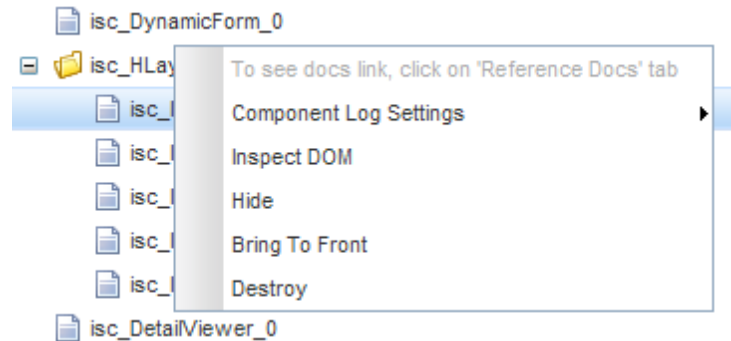 isc_DynamicForm_0
isc_HLay
To see docs link, click on 'Reference Docs' tab
isc_
Component Log Settings
isc_
Inspect DOM
isc_
Hide
isc_
Bring To Front
isc_
Destroy
isc_DetailViewer_0